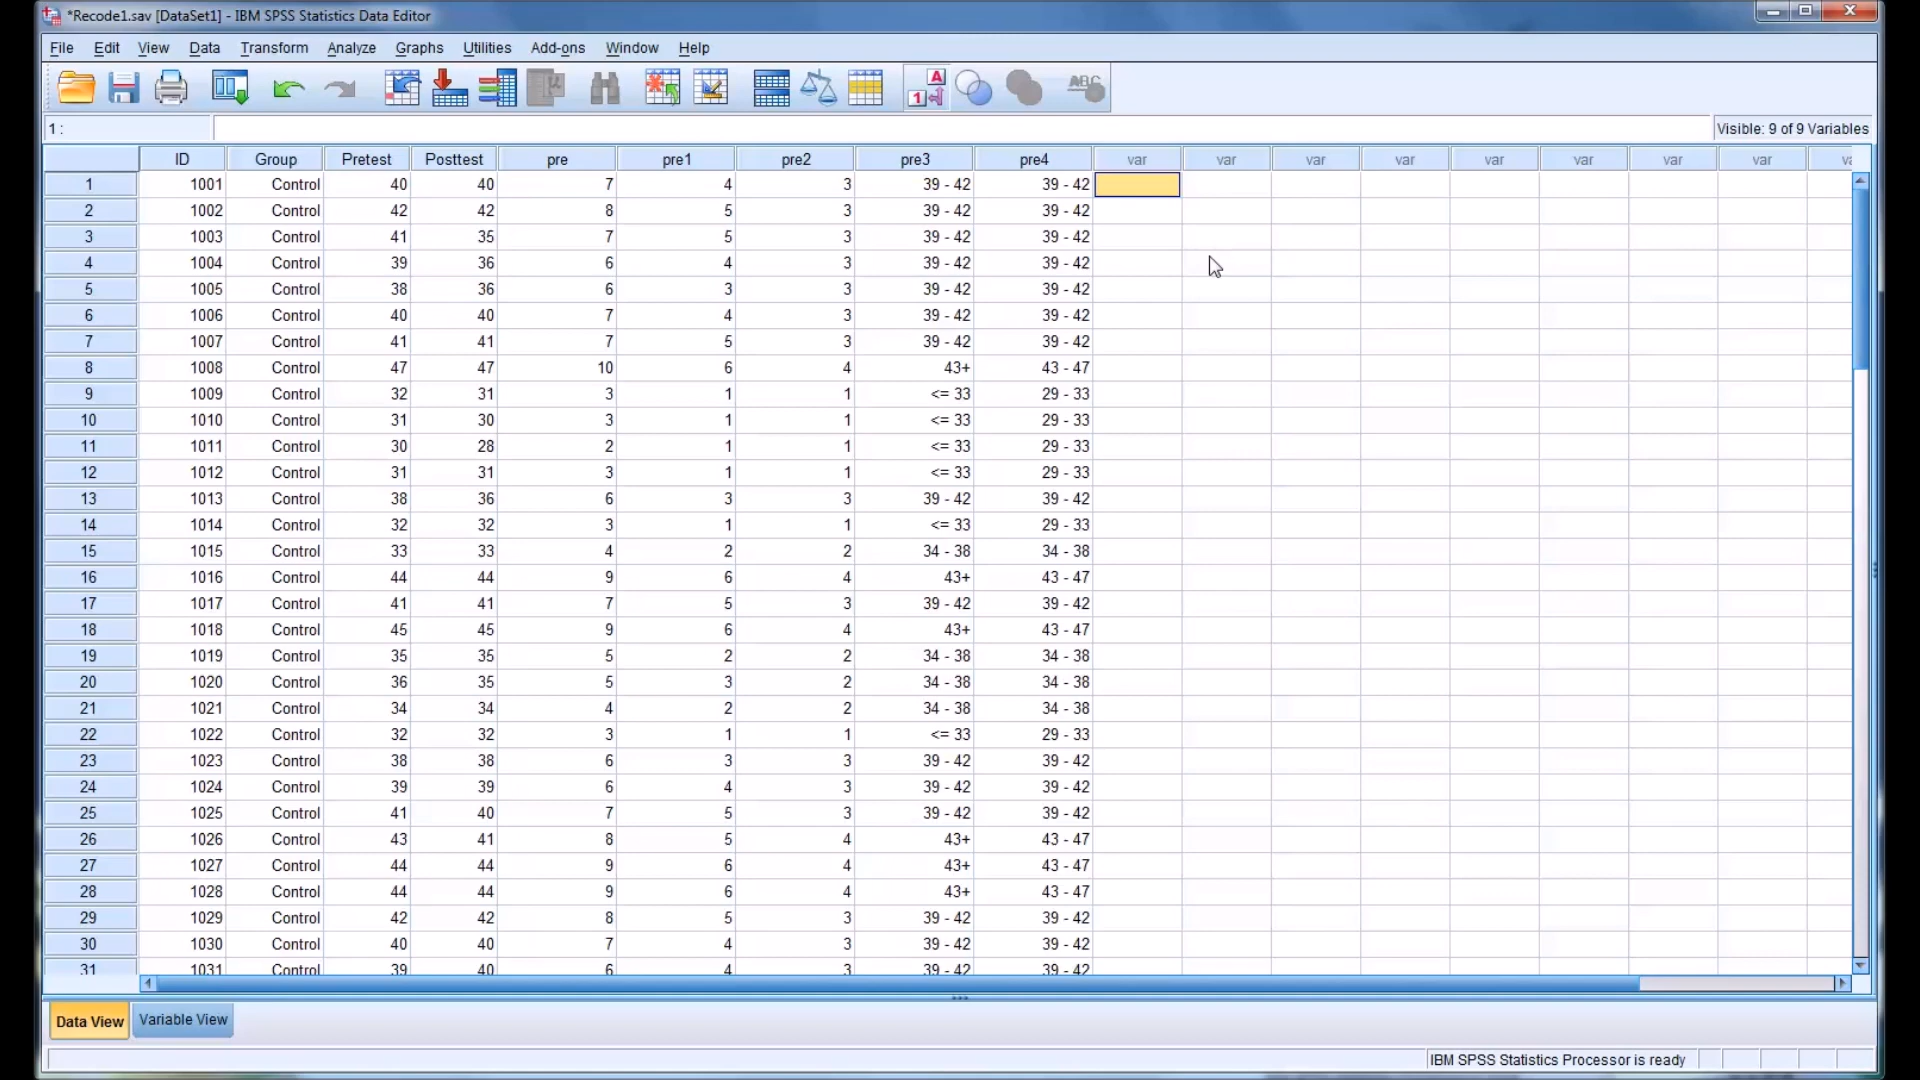 *Recode1.sav [DataSet1] - IBM SPSS Statistics Data Editor
File Edit View Data Transform Analyze Graphs Utilities Add-ons Window Help
A 1 ABC
1 : Visible: 9 of 9 Variables
ID Group Pretest Posttest pre pre1 pre2 pre3 pre4 var var var var var var var var va
1 1001 Control 40 40 7 4 3 39 - 42 39 - 42
2 1002 Control 42 42 8 5 3 39 - 42 39 - 42
3 1003 Control 41 35 7 5 3 39 - 42 39 - 42
4 1004 Control 39 36 6 4 3 39 - 42 39 - 42
5 1005 Control 38 36 6 3 3 39 - 42 39 - 42
6 1006 Control 40 40 7 4 3 39 - 42 39 - 42
7 1007 Control 41 41 7 5 3 39 - 42 39 - 42
8 1008 Control 47 47 10 6 4 43+ 43 - 47
9 1009 Control 32 31 3 1 1 <= 33 29 - 33
10 1010 Control 31 30 3 1 1 <= 33 29 - 33
11 1011 Control 30 28 2 1 1 <= 33 29 - 33
12 1012 Control 31 31 3 1 1 <= 33 29 - 33
13 1013 Control 38 36 6 3 3 39 - 42 39 - 42
14 1014 Control 32 32 3 1 1 <= 33 29 - 33
15 1015 Control 33 33 4 2 2 34 - 38 34 - 38
16 1016 Control 44 44 9 6 4 43+ 43 - 47
17 1017 Control 41 41 7 5 3 39 - 42 39 - 42
18 1018 Control 45 45 9 6 4 43+ 43 - 47
19 1019 Control 35 35 5 2 2 34 - 38 34 - 38
20 1020 Control 36 35 5 3 2 34 - 38 34 - 38
21 1021 Control 34 34 4 2 2 34 - 38 34 - 38
22 1022 Control 32 32 3 1 1 <= 33 29 - 33
23 1023 Control 38 38 6 3 3 39 - 42 39 - 42
24 1024 Control 39 39 6 4 3 39 - 42 39 - 42
25 1025 Control 41 40 7 5 3 39 - 42 39 - 42
26 1026 Control 43 41 8 5 4 43+ 43 - 47
27 1027 Control 44 44 9 6 4 43+ 43 - 47
28 1028 Control 44 44 9 6 4 43+ 43 - 47
29 1029 Control 42 42 8 5 3 39 - 42 39 - 42
30 1030 Control 40 40 7 4 3 39 - 42 39 - 42
31 1031 Control 39 40 6 4 3 39 - 42 39 - 42
Data View Variable View
IBM SPSS Statistics Processor is ready